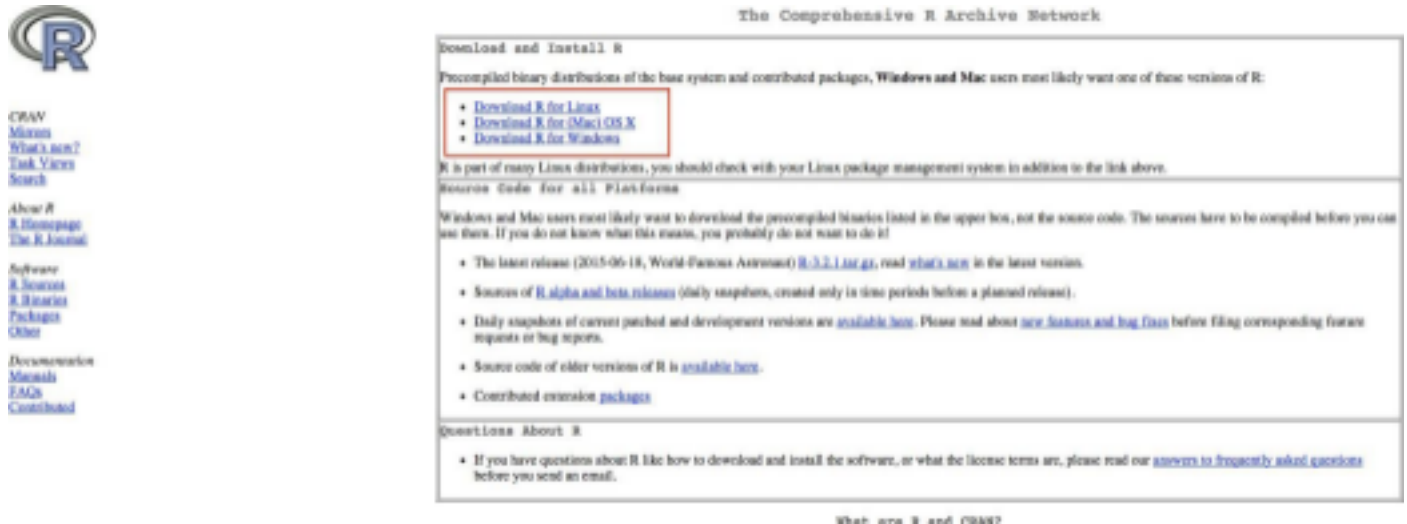 R
CRAN
Mirrors
What's new?
Task Views
Search
About R
R Homepage
The R Journal
Software
R Sources
R Binaries
Packages
Other
Documentation
Manuals
FAQs
Contributed
The Comprehensive R Archive Network
Download and Install R
Precompiled binary distributions of the base system and contributed packages, Windows and Mac users most likely want one of these versions of R:
• Download R for Linux
• Download R for (Mac) OS X
• Download R for Windows
R is part of many Linux distributions, you should check with your Linux package management system in addition to the link above.
Source Code for all Platforms
Windows and Mac users most likely want to download the precompiled binaries listed in the upper box, not the source code. The sources have to be compiled before you can
use them. If you do not know what this means, you probably do not want to do it!
• The latest release (2015-06-18, World-Famous Astronaut) R-3.2.1.tar.gz, read what's new in the latest version.
• Sources of R alpha and beta releases (daily snapshots, created only in time periods before a planned release).
• Daily snapshots of current patched and development versions are available here. Please read about new features and bug fixes before filing corresponding feature
requests or bug reports.
• Source code of older versions of R is available here.
• Contributed extension packages
Questions About R
• If you have questions about R like how to download and install the software, or what the license terms are, please read our answers to frequently asked questions
before you send an email.
What are R and CRAN?